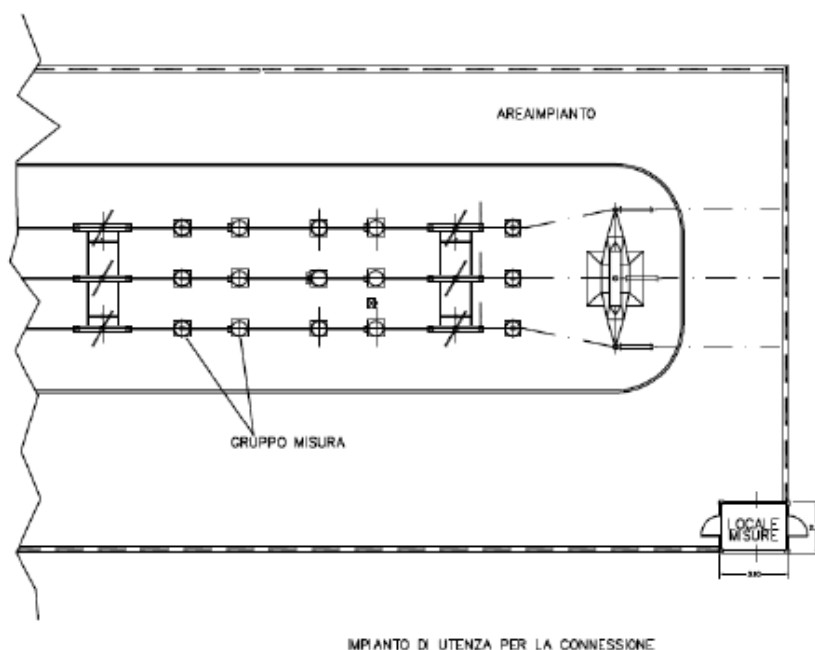 AREAIMPIANTO
GRUPPO MISURA
LOCALE
MISURE
IMPIANTO DI UTENZA PER LA CONNESSIONE